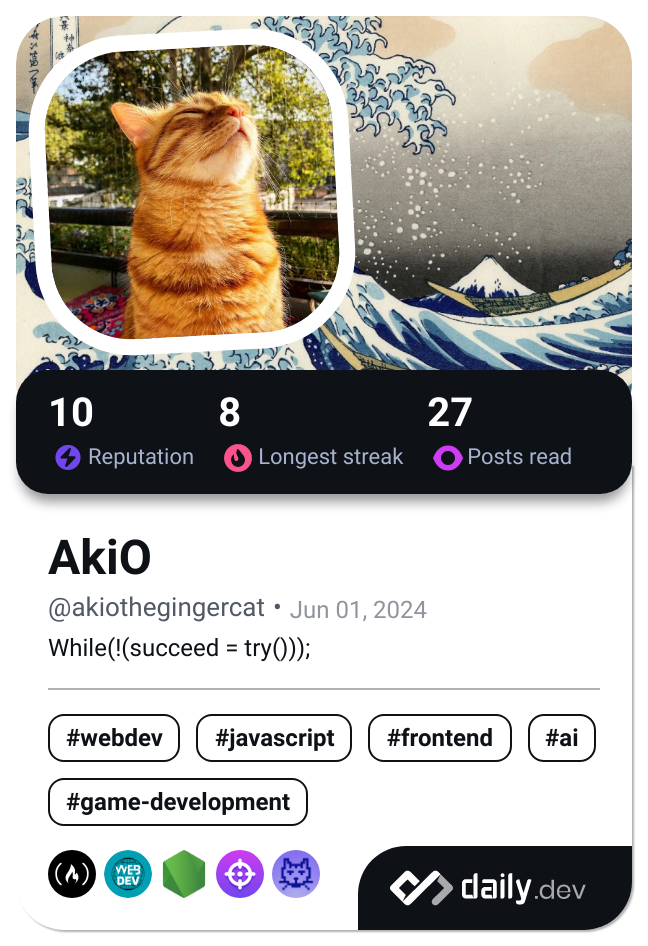 10
8
27
Reputation
Longest streak
Posts read
AkiO
@akiothegingercat • Jun 01, 2024
While(!(succeed = try()));
#webdev
#javascript
#frontend
#ai
#game-development
WEB
DEV
daily.dev